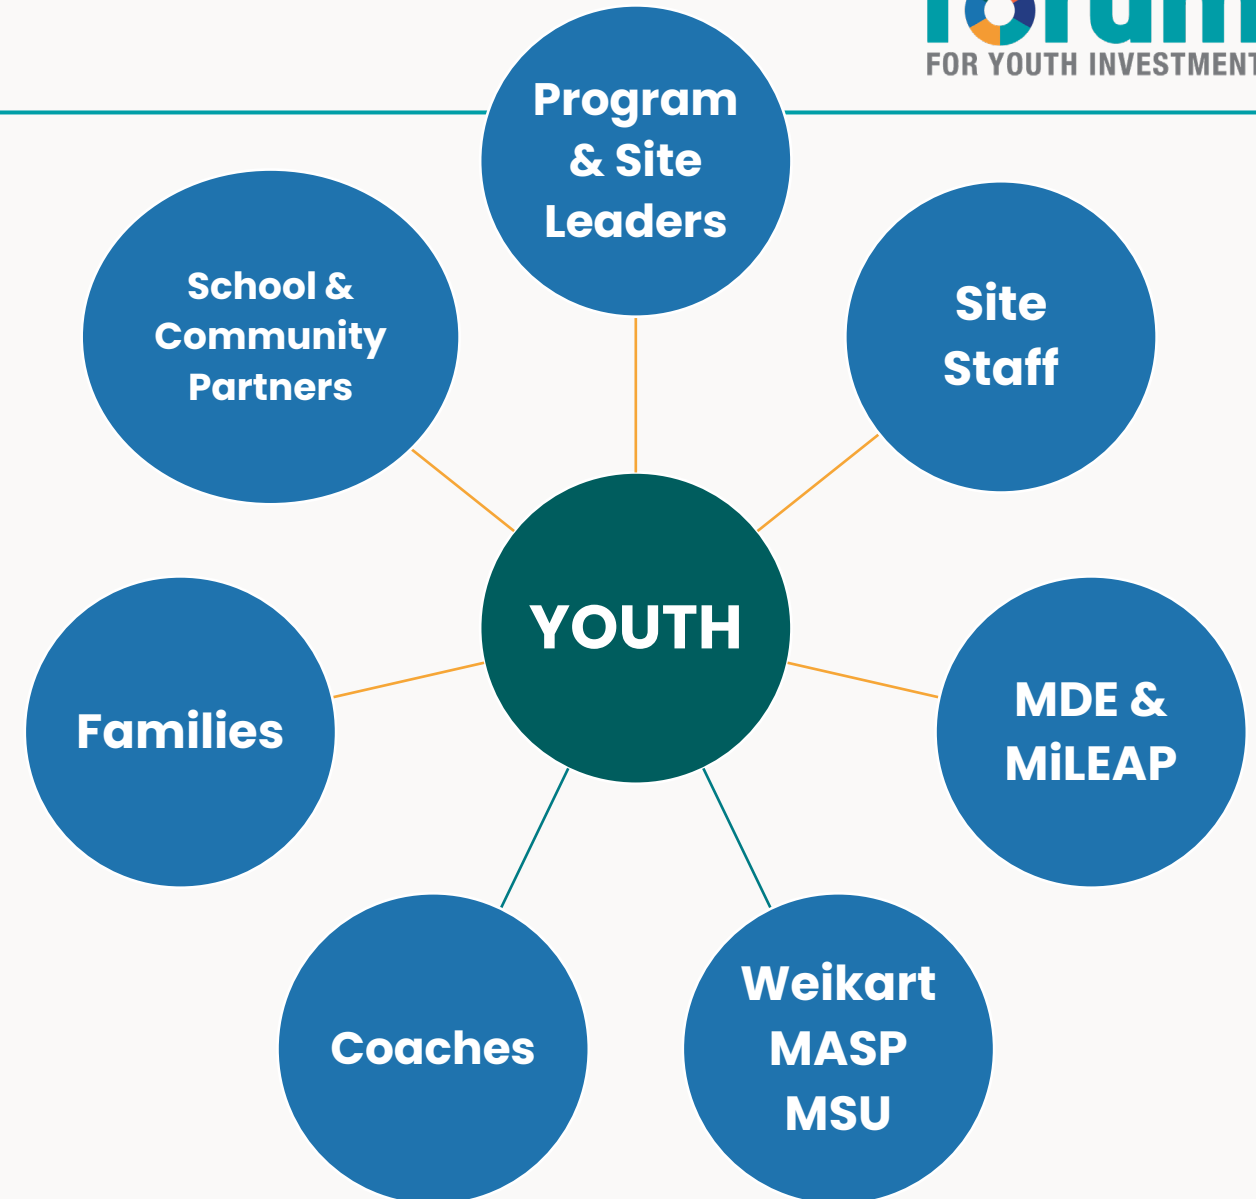 forum
FOR YOUTH INVESTMENT
Program
& Site
Leaders
School &
Community
Partners
Site
Staff
YOUTH
Families
MDE &
MiLEAP
Coaches
Weikart
MASP
MSU